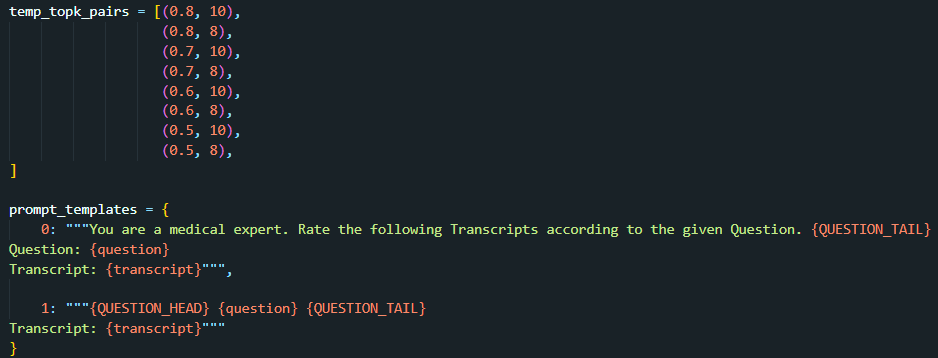 temp_topk_pairs = [(0.8, 10),
(0.8, 8),
(0.7, 10),
(0.7, 8),
(0.6, 10),
(0.6, 8),
(0.5, 10),
(0.5, 8),
]
prompt_templates = {
0: """You are a medical expert. Rate the following Transcripts according to the given Question. {QUESTION_TAIL}
Question: {question}
Transcript: {transcript}""",
1: """{QUESTION_HEAD} {question} {QUESTION_TAIL}
Transcript: {transcript}"""
}